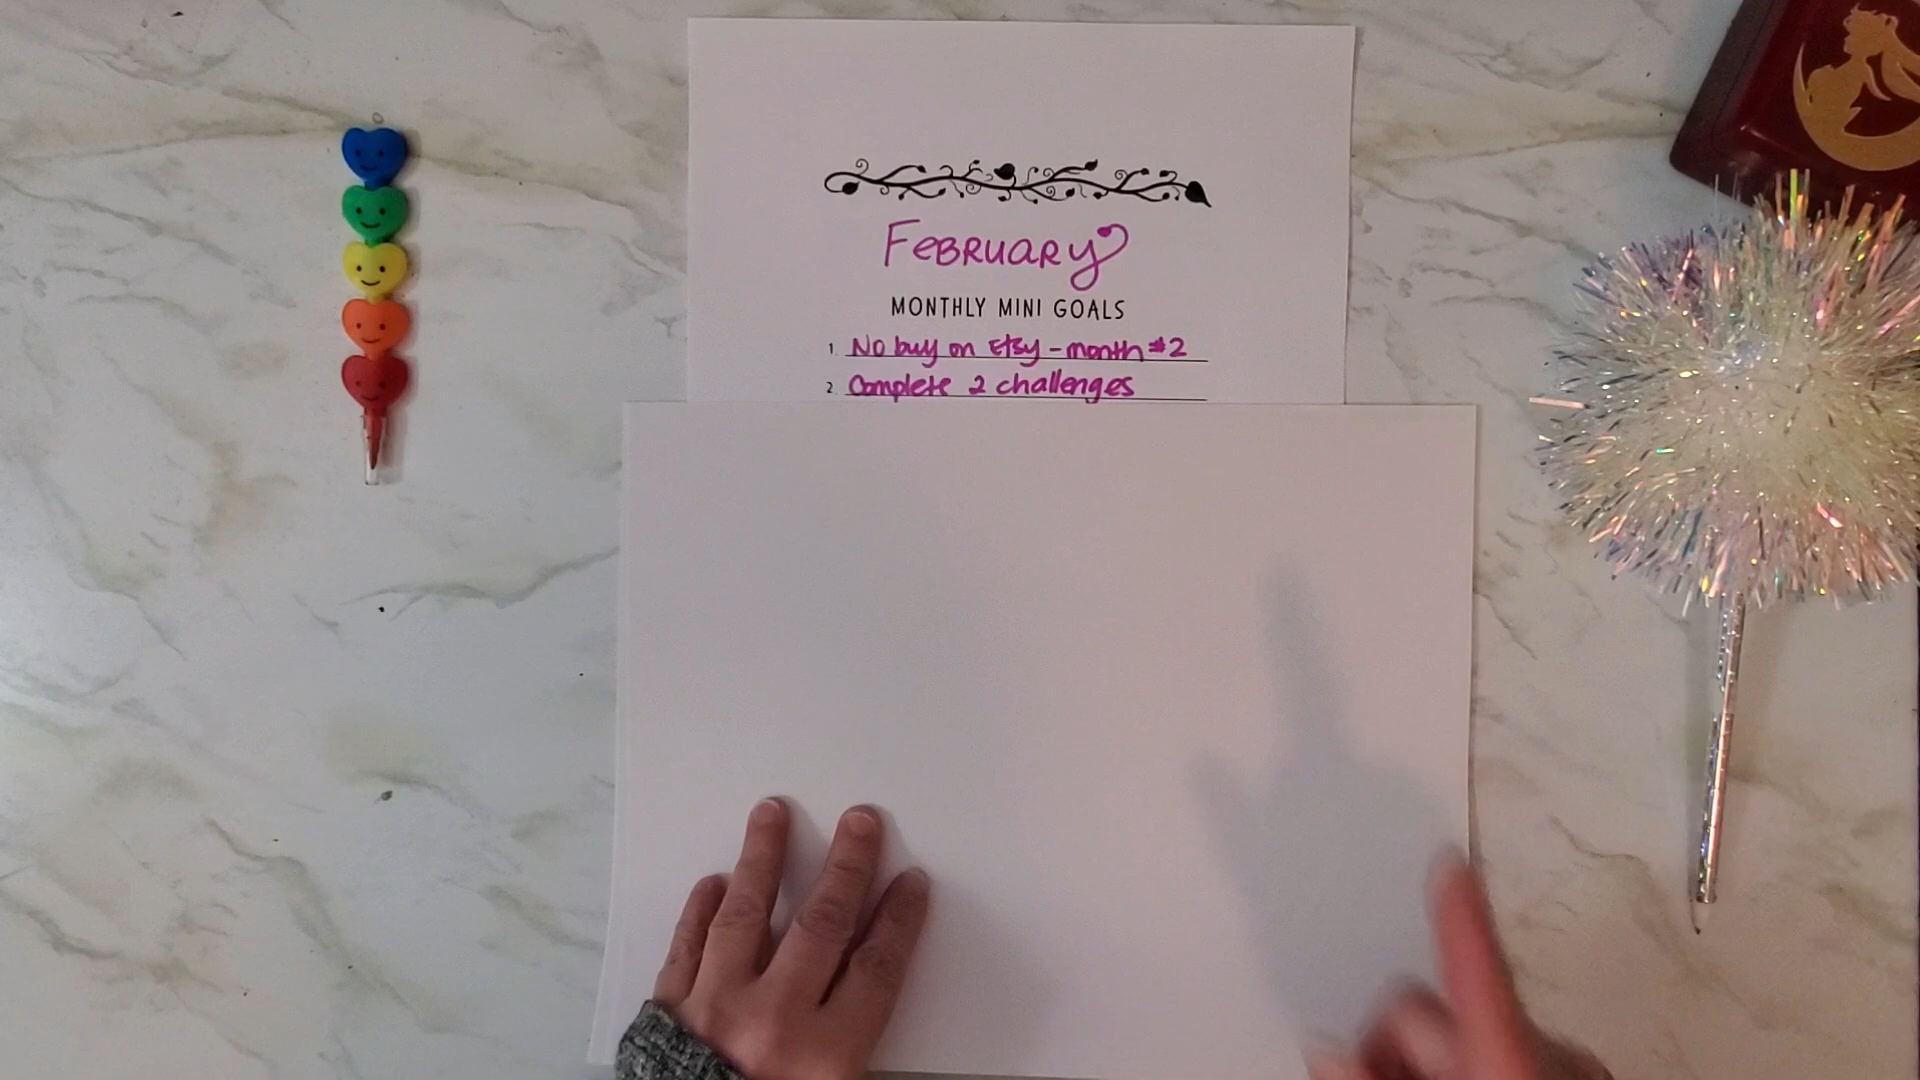 February
MONTHLY MINI GOALS
1. No buy on Etsy - month #2
2. Complete 2 challenges